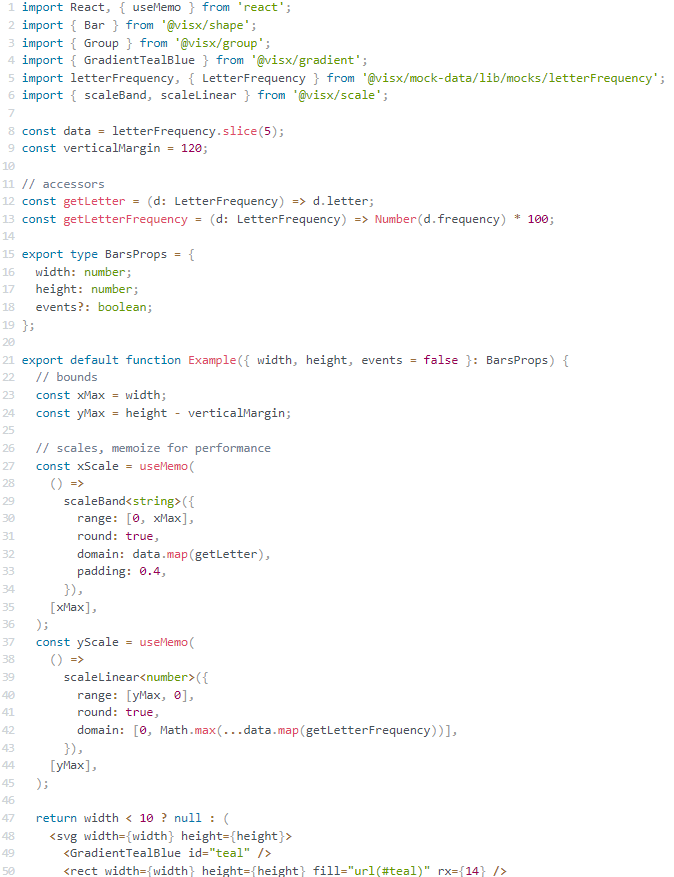 1 import React, { useMemo } from 'react';
2 import { Bar } from '@visx/shape';
3 import { Group } from '@visx/group';
4 import { GradientTealBlue } from '@visx/gradient';
5 import letterFrequency, { LetterFrequency } from '@visx/mock-data/lib/mocks/letterFrequency';
6 import { scaleBand, scaleLinear } from '@visx/scale';
7
8 const data = letterFrequency.slice(5);
9 const verticalMargin = 120;
10
11 // accessors
12 const getLetter = (d: LetterFrequency) => d.letter;
13 const getLetterFrequency = (d: LetterFrequency) => Number(d.frequency) * 100;
14
15 export type BarsProps = {
16   width: number;
17   height: number;
18   events?: boolean;
19 };
20
21 export default function Example({ width, height, events = false }: BarsProps) {
22   // bounds
23   const xMax = width;
24   const yMax = height - verticalMargin;
25
26   // scales, memoize for performance
27   const xScale = useMemo(
28     () =>
29       scaleBand<string>({
30         range: [0, xMax],
31         round: true,
32         domain: data.map(getLetter),
33         padding: 0.4,
34       }),
35     [xMax],
36   );
37   const yScale = useMemo(
38     () =>
39       scaleLinear<number>({
40         range: [yMax, 0],
41         round: true,
42         domain: [0, Math.max(...data.map(getLetterFrequency))],
43       }),
44     [yMax],
45   );
46
47   return width < 10 ? null : (
48     <svg width={width} height={height}>
49       <GradientTealBlue id="teal" />
50       <rect width={width} height={height} fill="url(#teal)" rx={14} />